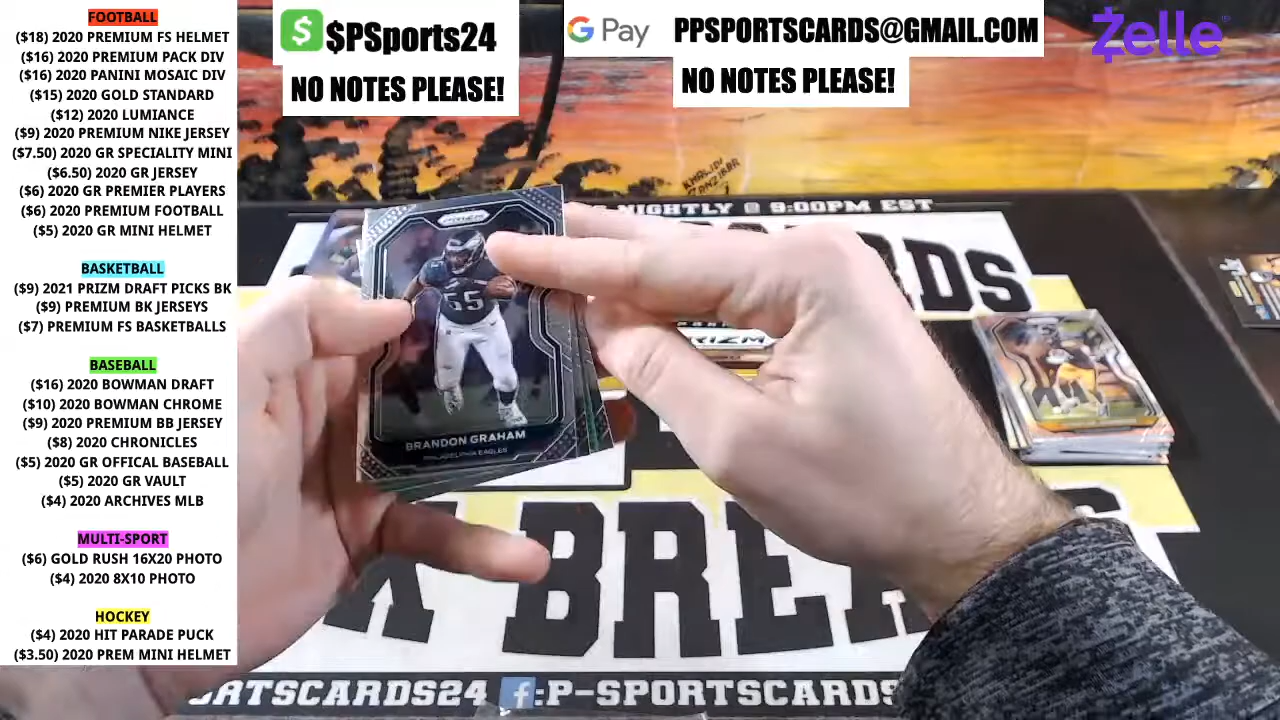 FOOTBALL
($18) 2020 PREMIUM FS HELMET
($16) 2020 PREMIUM PACK DIV
($16) 2020 PANINI MOSAIC DIV
($15) 2020 GOLD STANDARD
($12) 2020 LUMIANCE
($9) 2020 PREMIUM NIKE JERSEY
($7.50) 2020 GR SPECIALITY MINI
($6.50) 2020 GR JERSEY
($6) 2020 GR PREMIER PLAYERS
($6) 2020 PREMIUM FOOTBALL
($5) 2020 GR MINI HELMET
BASKETBALL
($9) 2021 PRIZM DRAFT PICKS BK
($9) PREMIUM BK JERSEYS
($7) PREMIUM FS BASKETBALLS
BASEBALL
($16) 2020 BOWMAN DRAFT
($10) 2020 BOWMAN CHROME
($9) 2020 PREMIUM BB JERSEY
($8) 2020 CHRONICLES
($5) 2020 GR OFFICAL BASEBALL
($5) 2020 GR VAULT
($4) 2020 ARCHIVES MLB
MULTI-SPORT
($6) GOLD RUSH 16X20 PHOTO
($4) 2020 8X10 PHOTO
HOCKEY
($4) 2020 HIT PARADE PUCK
($3.50) 2020 PREM MINI HELMET
$PSports24
NO NOTES PLEASE!
G Pay PPSPORTSCARDS@GMAIL.COM
NO NOTES PLEASE!
Zelle
NIGHTLY @ 9:00PM EST
PRIZM
55
BRANDON GRAHAM
PHILADELPHIA EAGLES
PRIZM
RDS
BRE
RTSCARDS24 f:P-SPORTSCARDS